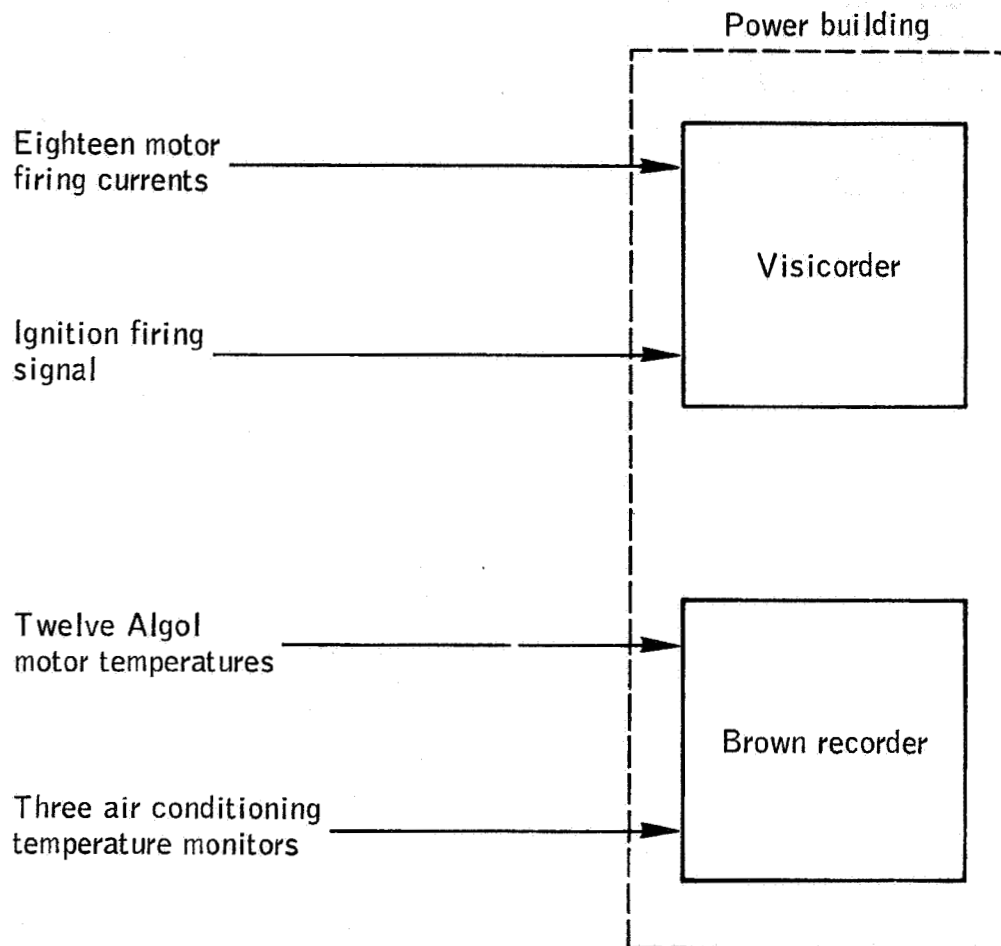 Power building
Eighteen motor
firing currents
Visicorder
Ignition firing
signal
Twelve Algol
motor temperatures
Brown recorder
Three air conditioning
temperature monitors